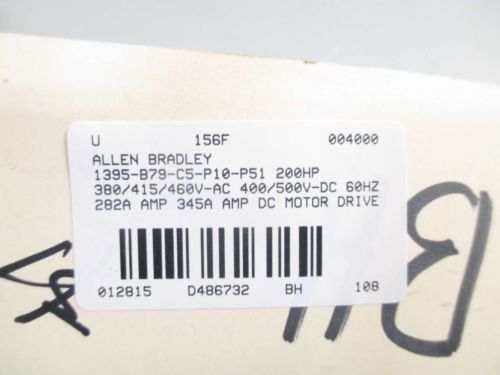 U 156F 004000
ALLEN BRADLEY
1395-B79-C5-P10-P51 200HP
380/415/460V-AC 400/500V-DC 60HZ
282A AMP 345A AMP DC MOTOR DRIVE
012815 D486732 BH 108